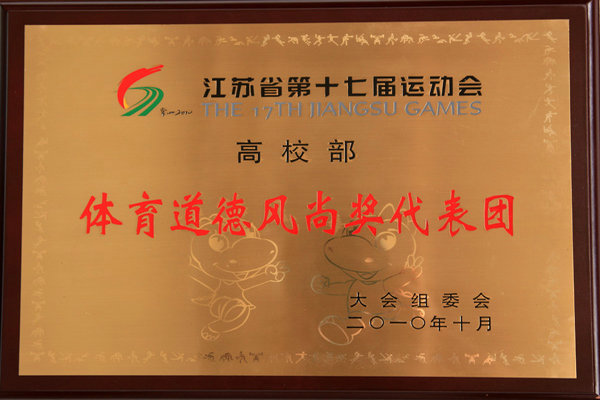 江苏省第十七届运动会
THE 17TH JIANGSU GAMES
高校部
体育道德风尚奖代表团
大会组委会
二〇一〇年十月